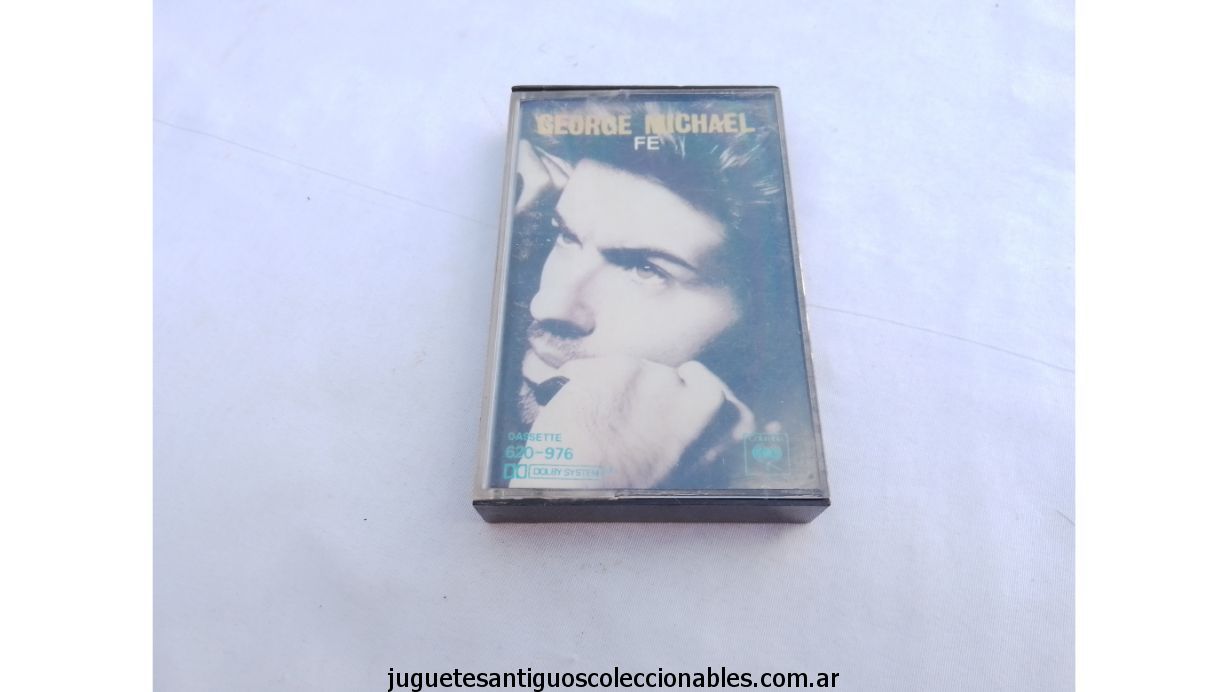 GEORGE MICHAEL
FE
CASSETTE
620-976
DOLBY SYSTEM
juguetesantiguoscoleccionables.com.ar